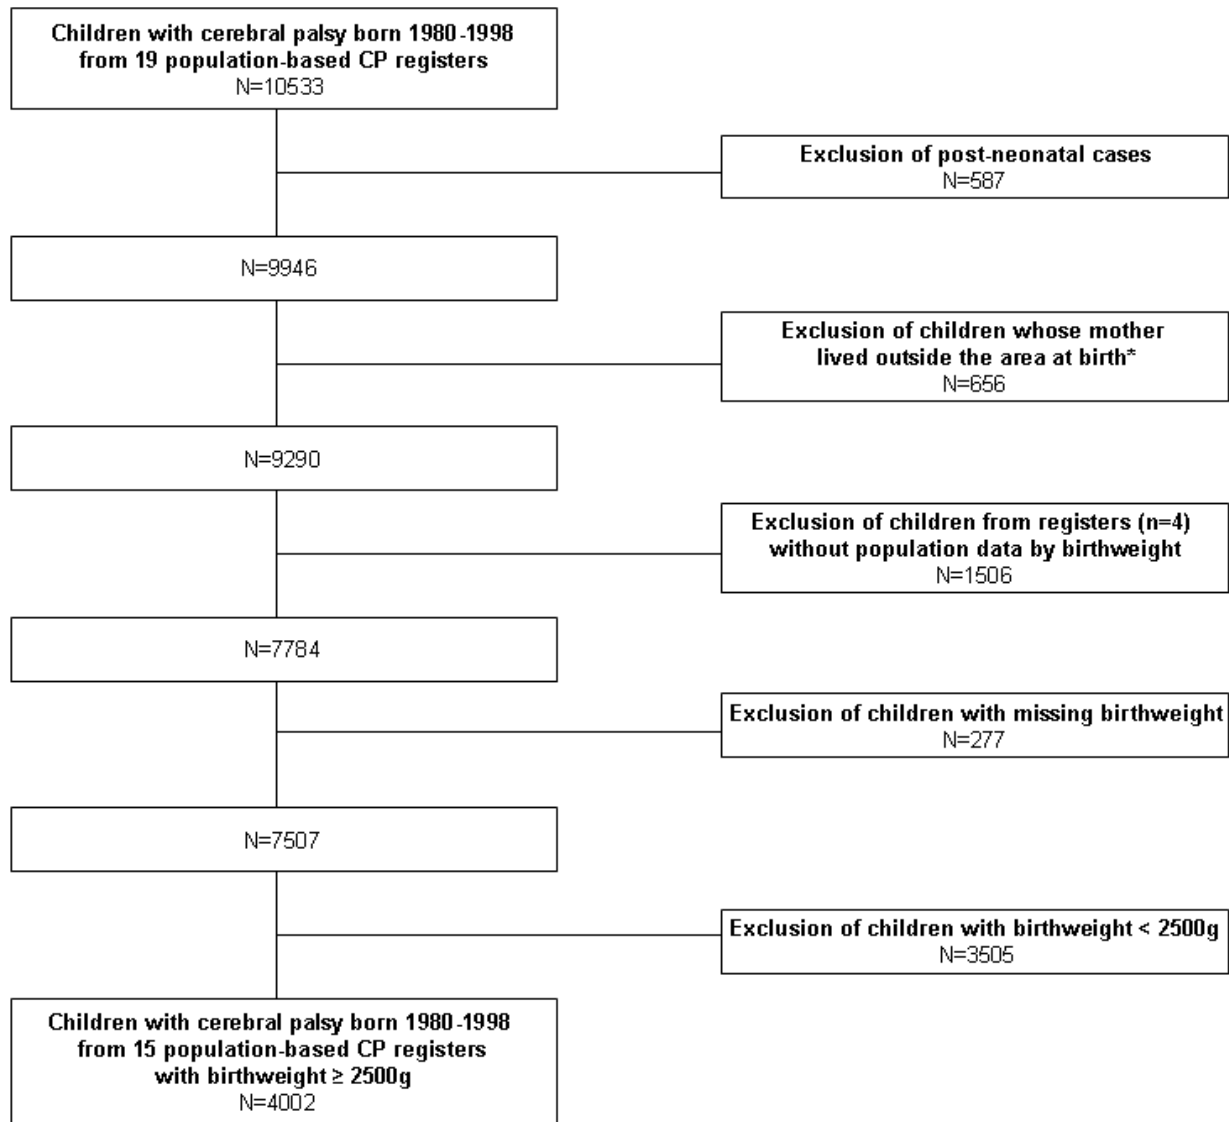 Children with cerebral palsy born 1980-1998
from 19 population-based CP registers
N=10533
Exclusion of post-neonatal cases
N=587
N=9946
Exclusion of children whose mother
lived outside the area at birth*
N=656
N=9290
Exclusion of children from registers (n=4)
without population data by birthweight
N=1506
N=7784
Exclusion of children with missing birthweight
N=277
N=7507
Exclusion of children with birthweight < 2500g
N=3505
Children with cerebral palsy born 1980-1998
from 15 population-based CP registers
with birthweight ≥ 2500g
N=4002